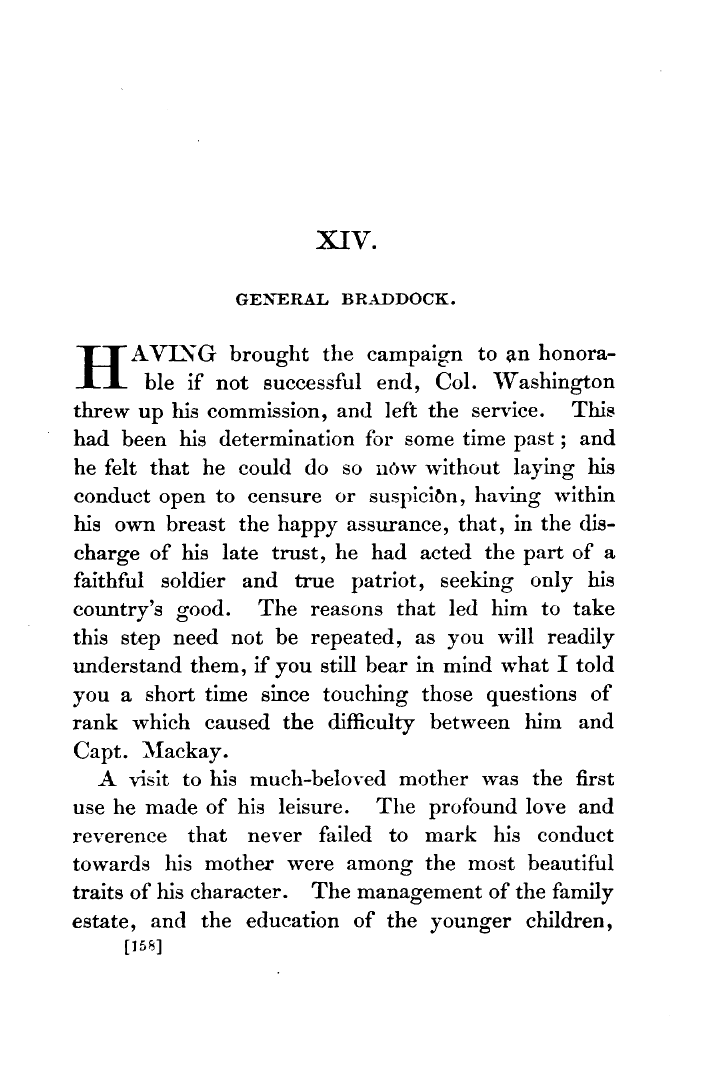 XIV.
GENERAL BRADDOCK.
HAVING brought the campaign to an honora-
ble if not successful end, Col. Washington
threw up his commission, and left the service. This
had been his determination for some time past; and
he felt that he could do so now without laying his
conduct open to censure or suspicion, having within
his own breast the happy assurance, that, in the dis-
charge of his late trust, he had acted the part of a
faithful soldier and true patriot, seeking only his
country's good. The reasons that led him to take
this step need not be repeated, as you will readily
understand them, if you still bear in mind what I told
you a short time since touching those questions of
rank which caused the difficulty between him and
Capt. Mackay.
A visit to his much-beloved mother was the first
use he made of his leisure. The profound love and
reverence that never failed to mark his conduct
towards his mother were among the most beautiful
traits of his character. The management of the family
estate, and the education of the younger children,
[158]